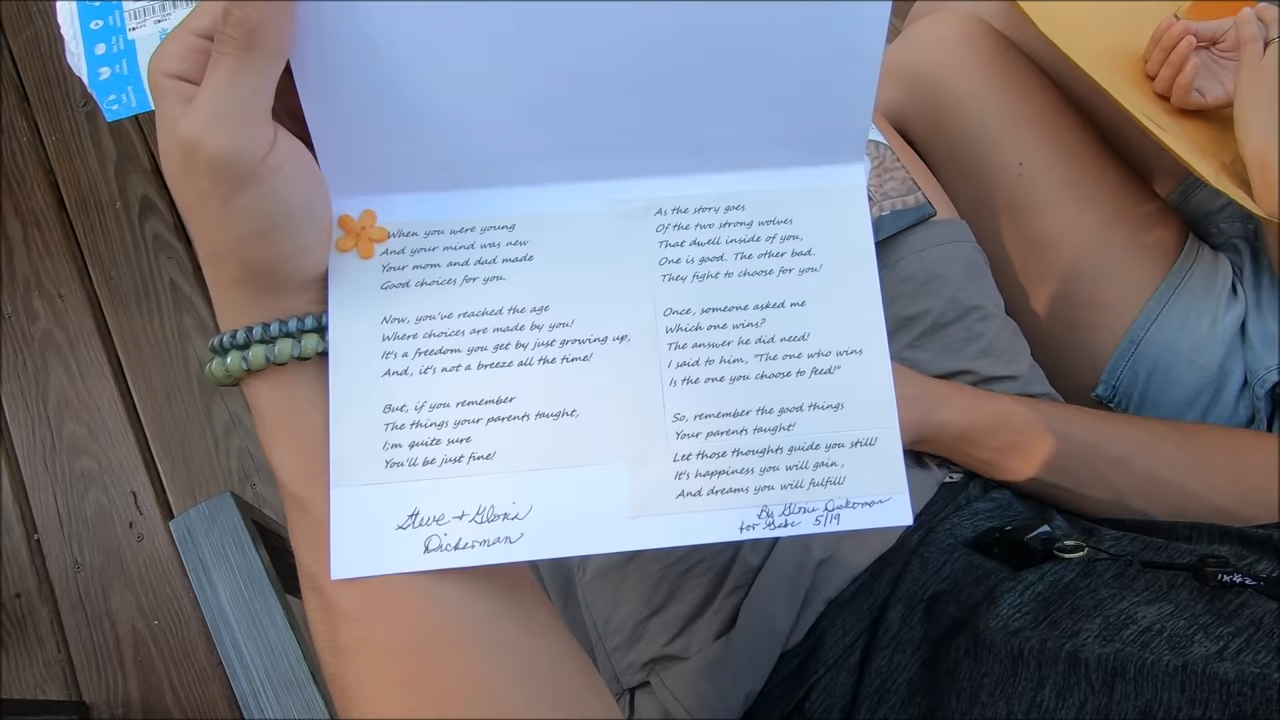 When you were young
And your mind was new
Your mom and dad made
Good choices for you.
Now, you've reached the age
Where choices are made by you!
It's a freedom you get by just growing up,
And, it's not a breeze all the time!
But, if you remember
The things your parents taught,
I;m quite sure
You'll be just fine!
Steve + Gloria
Dickerman
As the story goes
Of the two strong wolves
That dwell inside of you,
One is good. The other bad.
They fight to choose for you!
Once, someone asked me
Which one wins?
The answer he did need!
I said to him, "The one who wins
Is the one you choose to feed!"
So, remember the good things
Your parents taught!
Let those thoughts guide you still!
It's happiness you will gain,
And dreams you will fulfill!
By Gloria Dickerman
for Gabe 5/19